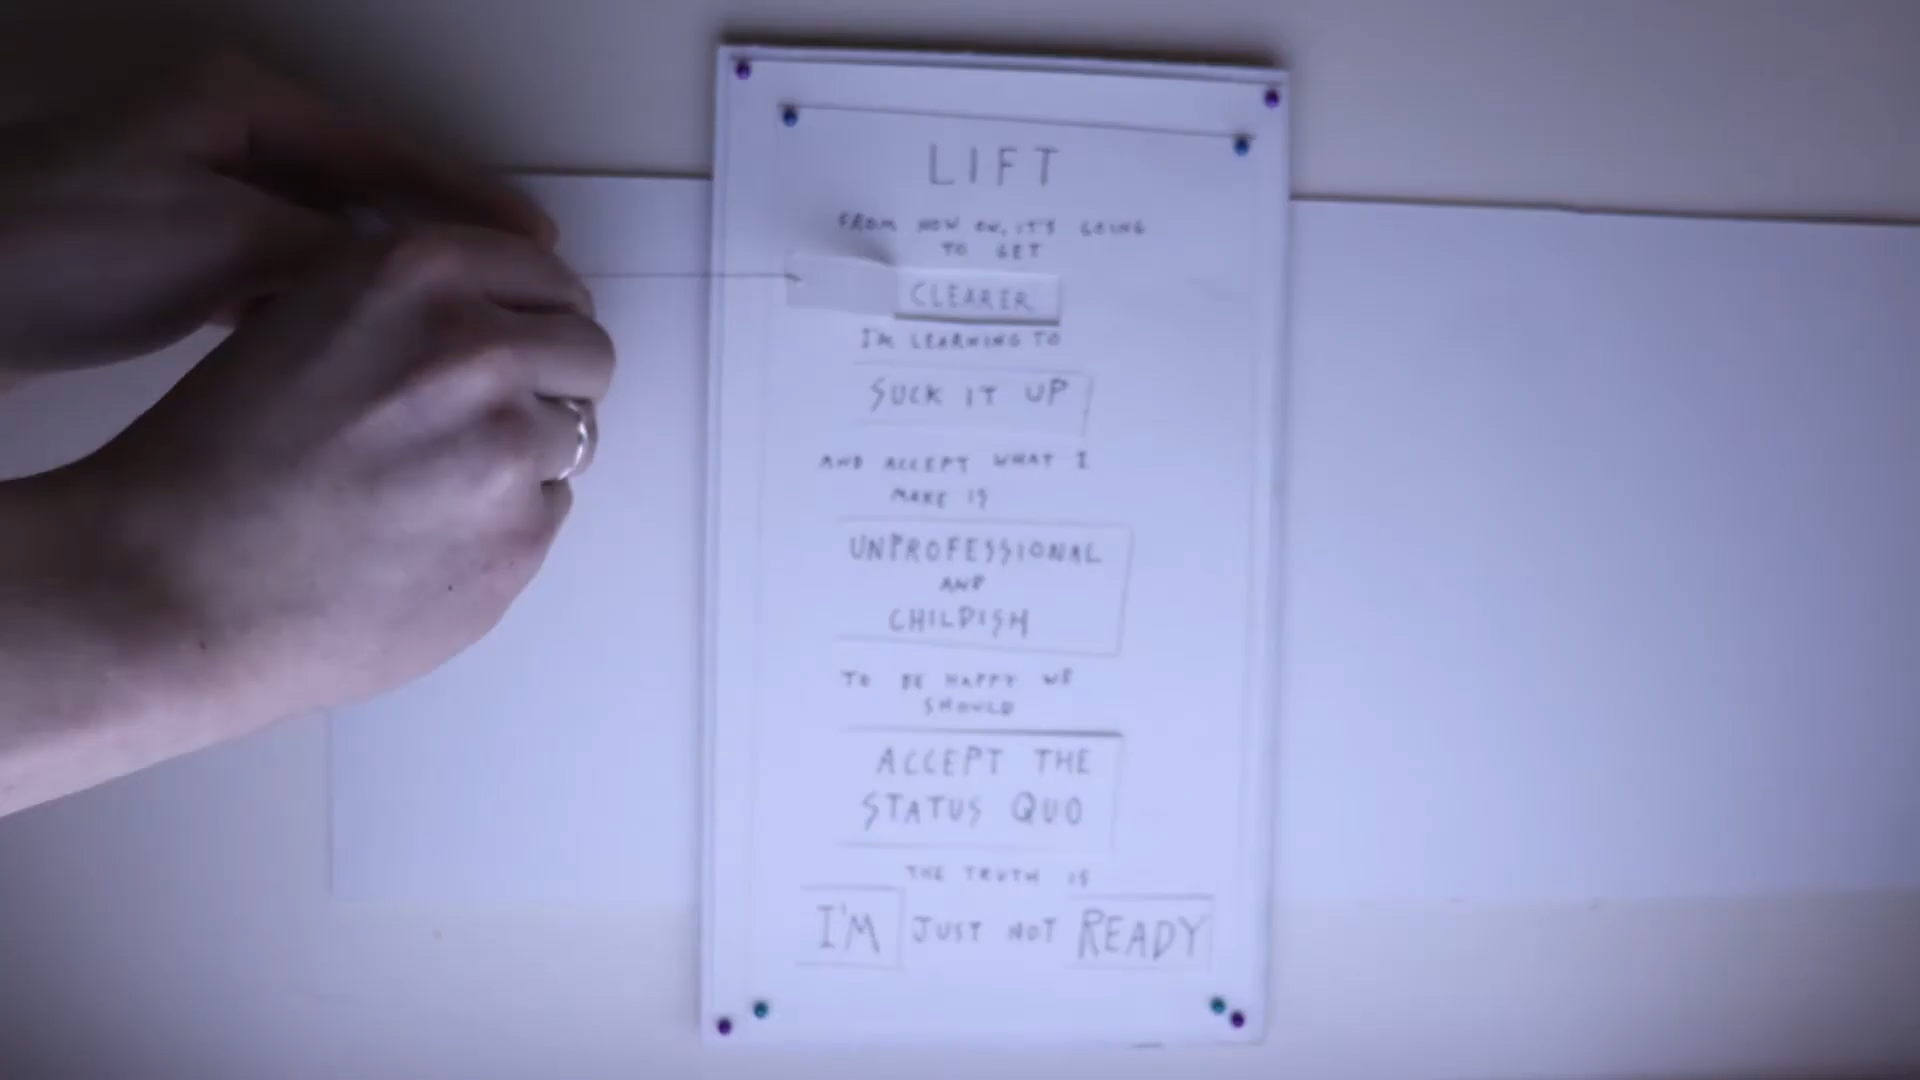 LIFT
FROM NOW ON, IT'S GOING
TO GET
CLEARER
I'M LEARNING TO
SUCK IT UP
AND ACCEPT WHAT I
MAKE IS
UNPROFESSIONAL
AND
CHILDISH
TO BE HAPPY WE
SHOULD
ACCEPT THE
STATUS QUO
THE TRUTH IS
I'M JUST NOT READY